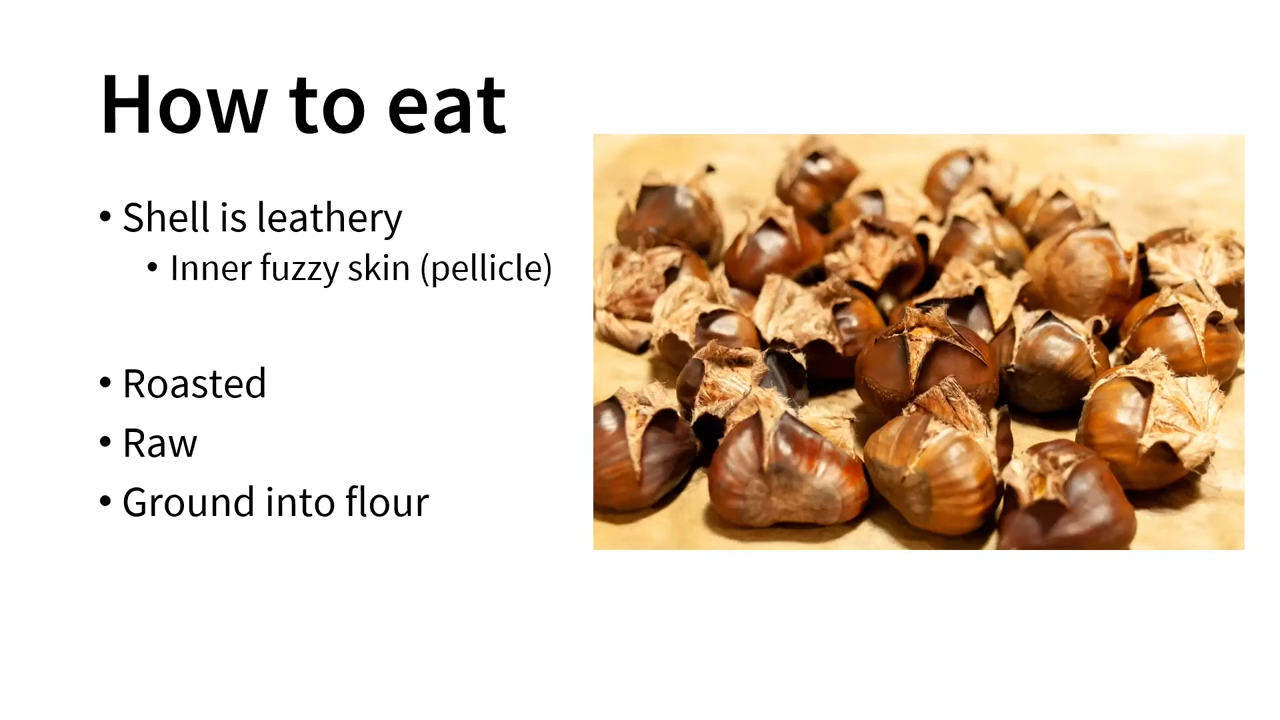 How to eat
• Shell is leathery
• Inner fuzzy skin (pellicle)
• Roasted
• Raw
• Ground into flour